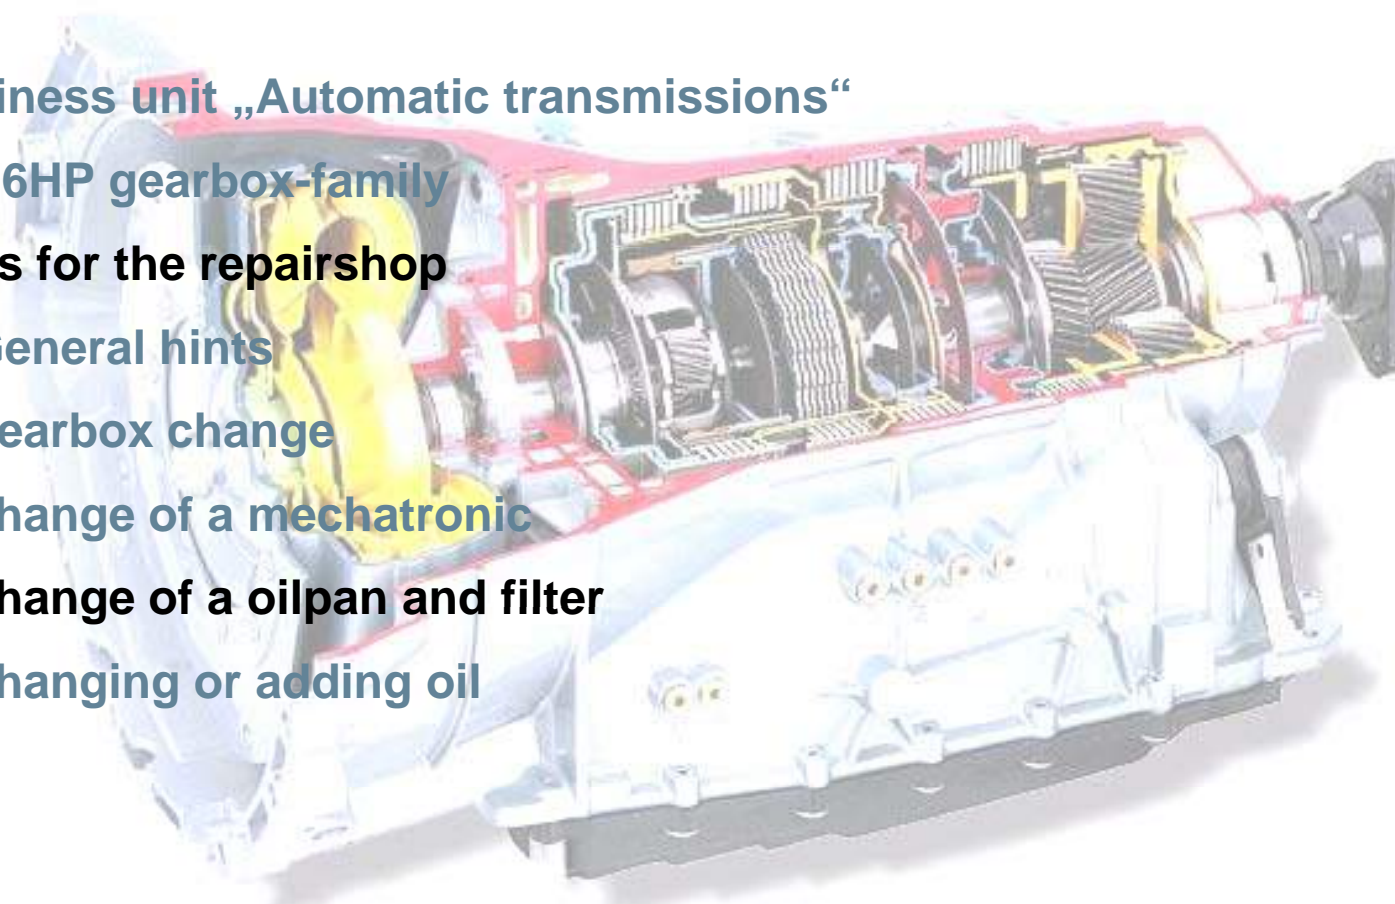 iness unit „Automatic transmissions“
6HP gearbox-family
s for the repairshop
General hints
earbox change
hange of a mechatronic
hange of a oilpan and filter
hanging or adding oil